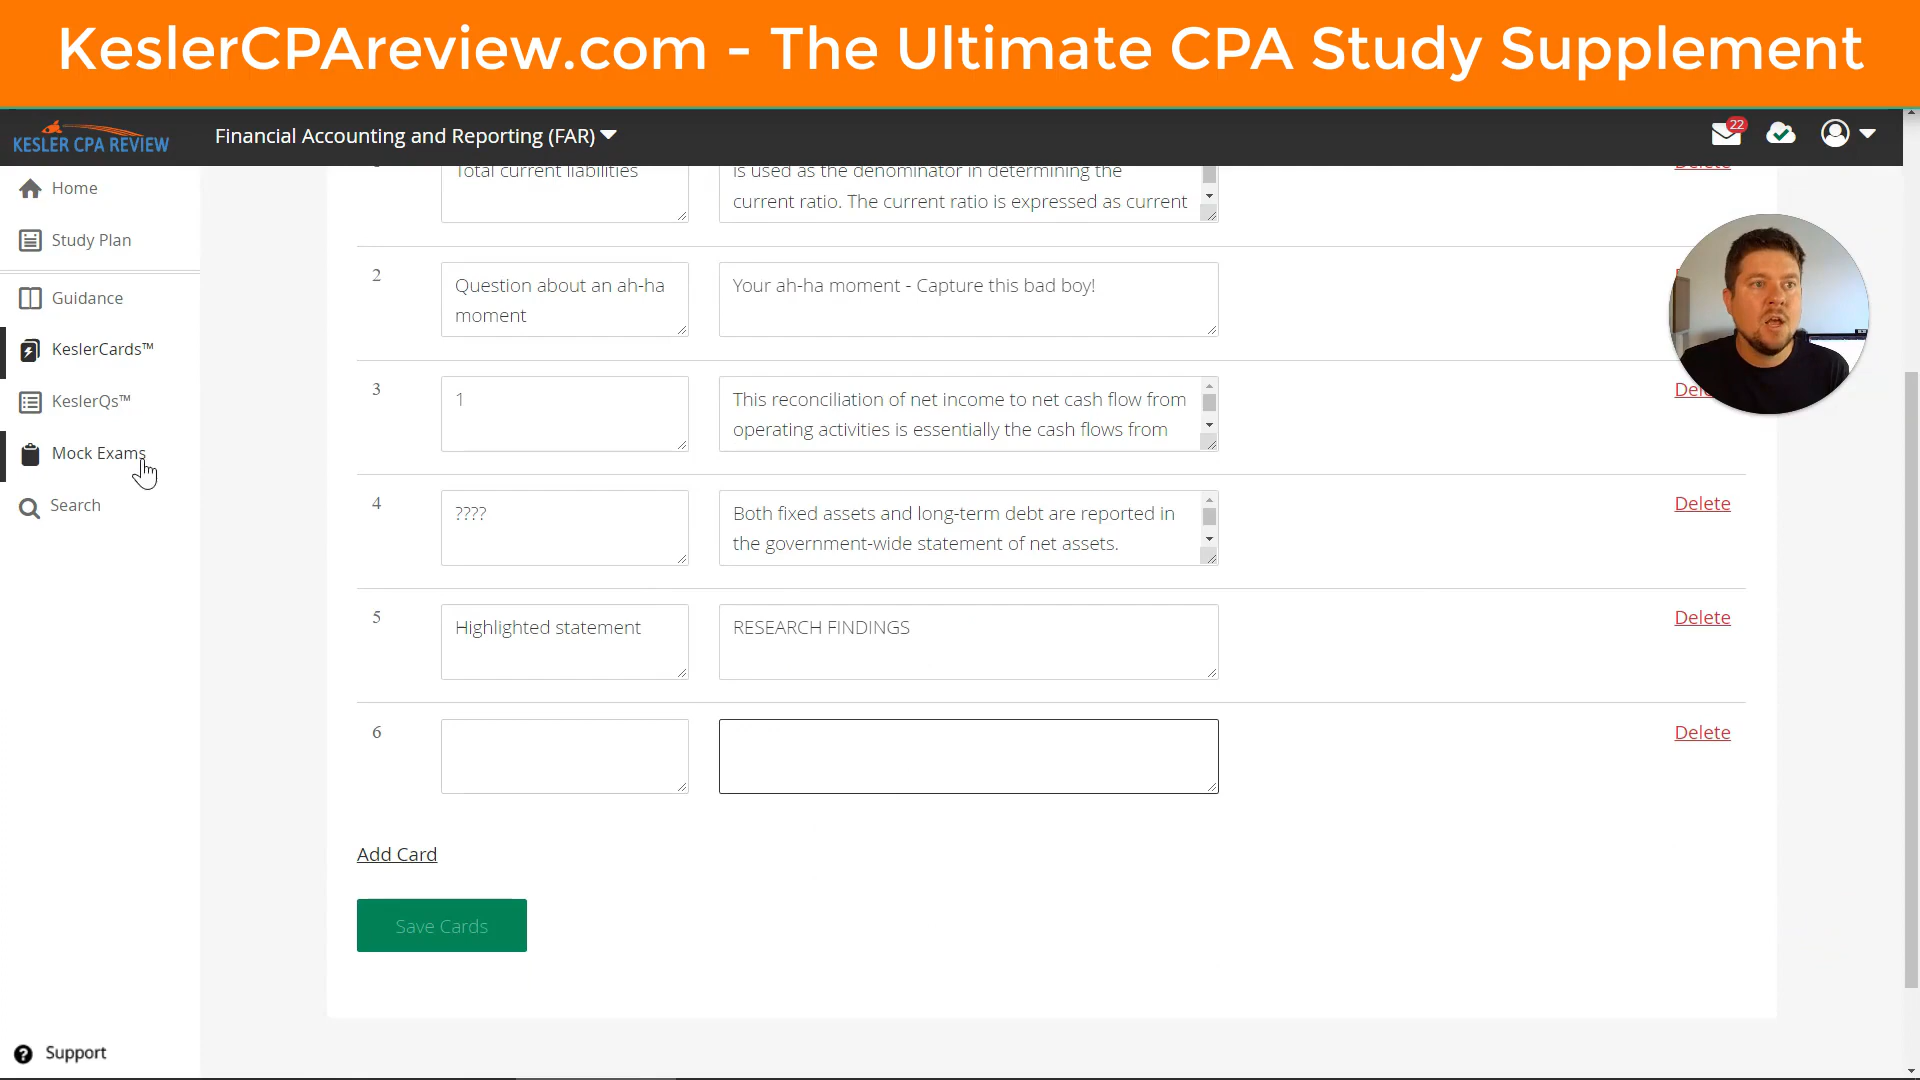 KeslerCPAreview.com - The Ultimate CPA Study Supplement
KESLER CPA REVIEW
Financial Accounting and Reporting (FAR)
22
Home
Study Plan
Guidance
KeslerCards™
KeslerQs™
Mock Exams
Search
Support
Total current liabilities
is used as the denominator in determining the
current ratio. The current ratio is expressed as current
Delete
2
Question about an ah-ha
moment
Your ah-ha moment - Capture this bad boy!
3
1
This reconciliation of net income to net cash flow from
operating activities is essentially the cash flows from
4
????
Both fixed assets and long-term debt are reported in
the government-wide statement of net assets.
Delete
5
Highlighted statement
RESEARCH FINDINGS
Delete
6
Delete
Add Card
Save Cards